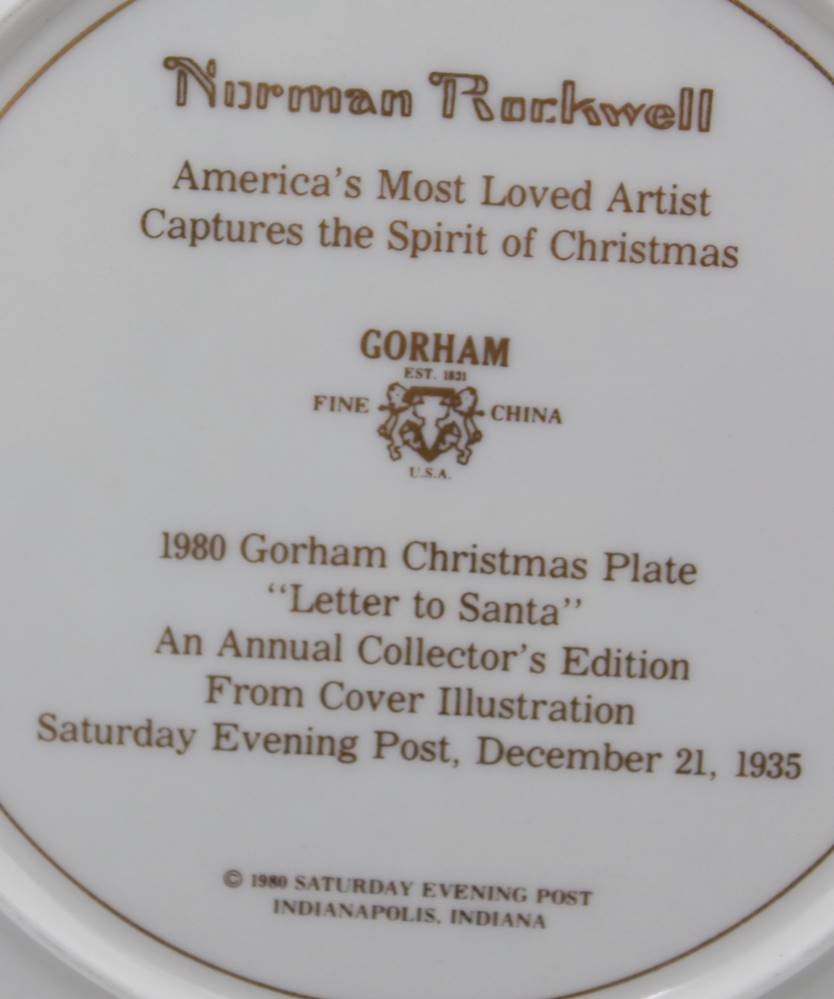 Norman Rockwell
America's Most Loved Artist
Captures the Spirit of Christmas
GORHAM
EST. 1831
FINE CHINA
U.S.A.
1980 Gorham Christmas Plate
“Letter to Santa”
An Annual Collector's Edition
From Cover Illustration
Saturday Evening Post, December 21, 1935
© 1980 SATURDAY EVENING POST
INDIANAPOLIS, INDIANA